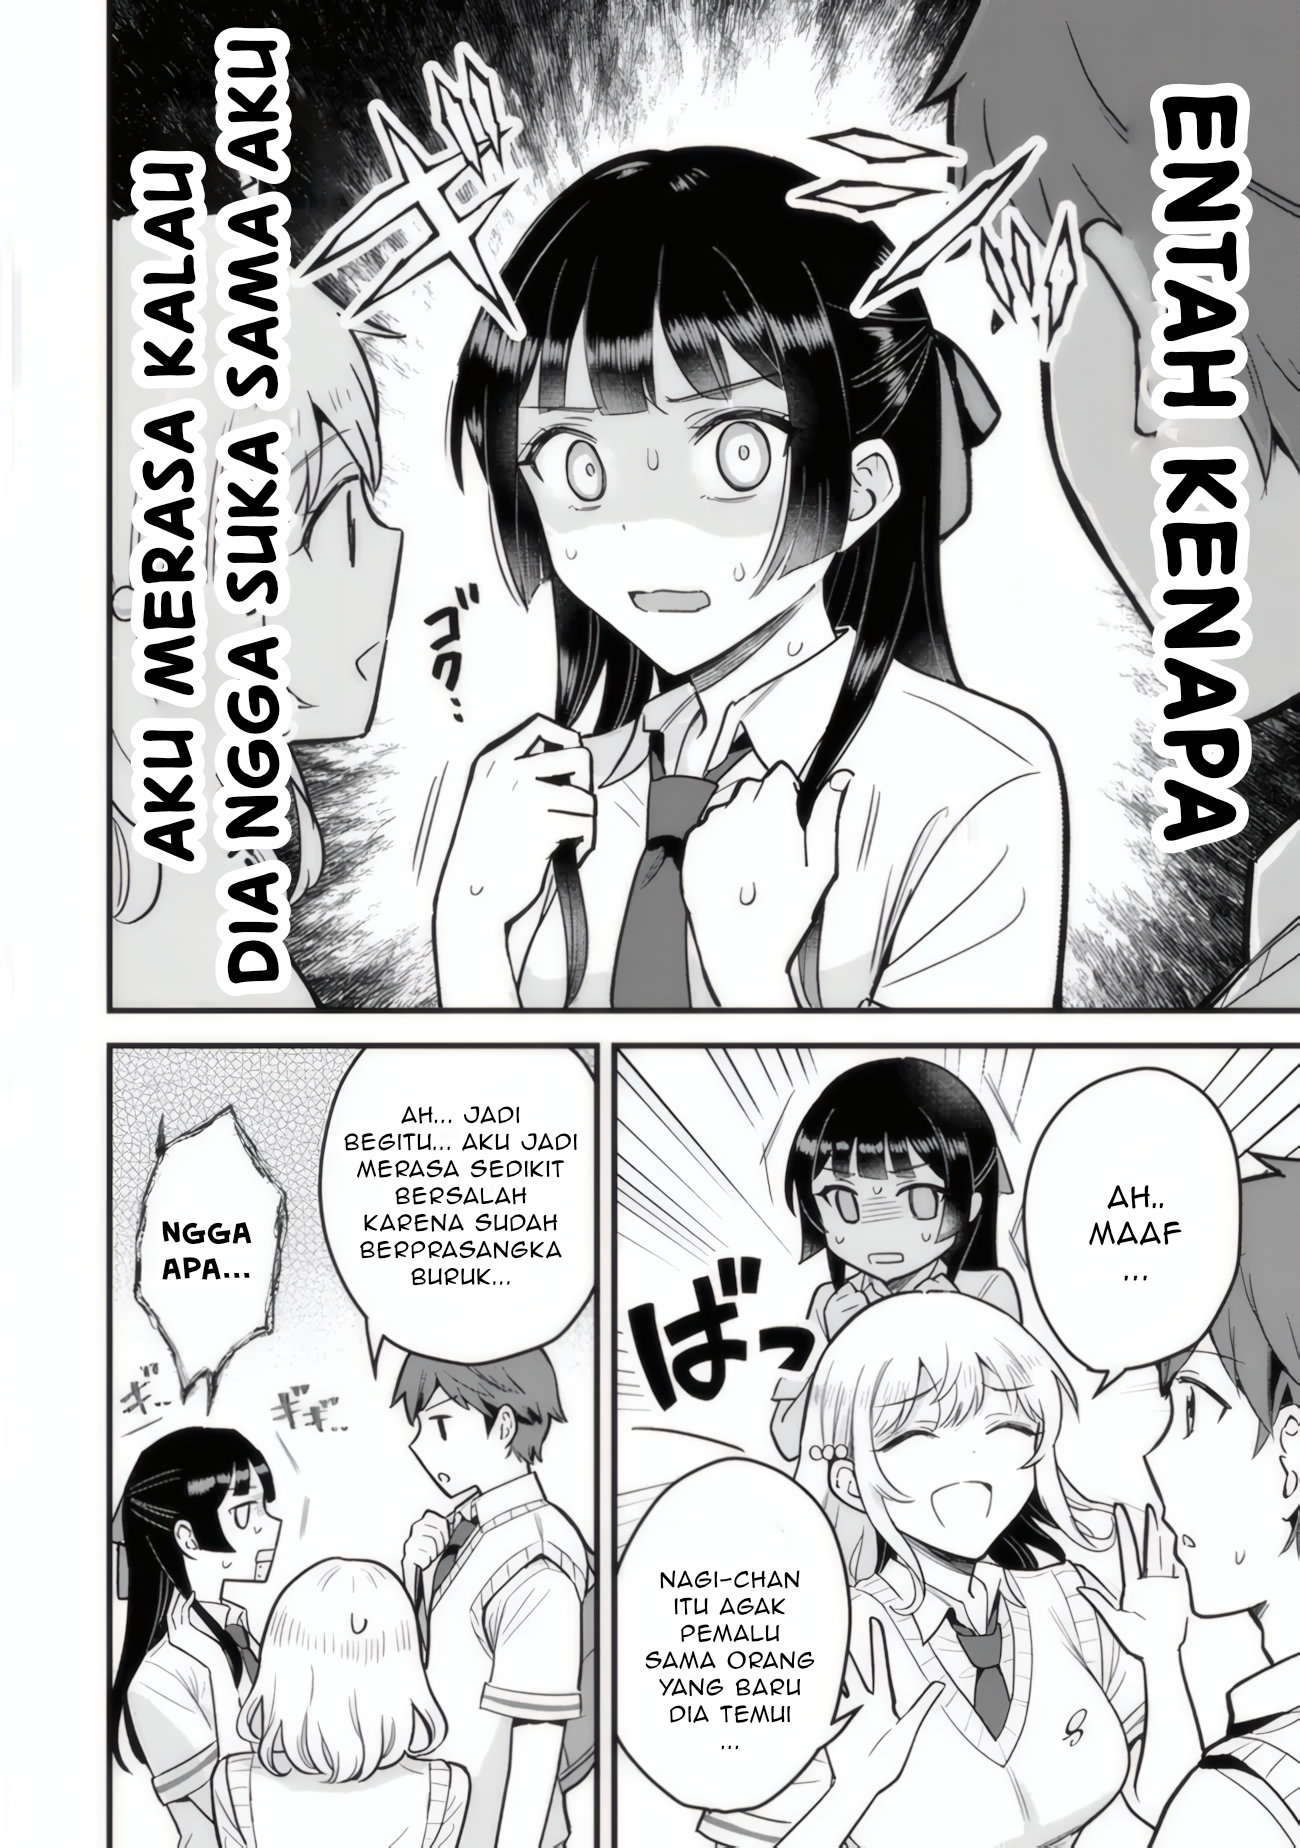 ENTAH KENAPA
AKU MERASA KALAU
DIA NGGA SUKA SAMA AKU
ゴク…
AH..
MAAF
...
ばっ
NAGI-CHAN
ITU AGAK
PEMALU
SAMA ORANG
YANG BARU
DIA TEMUI
...
AH... JADI
BEGITU... AKU JADI
MERASA SEDIKIT
BERSALAH
KARENA SUDAH
BERPRASANGKA
BURUK...
NGGA
APA...
ギギ…
ギギ…